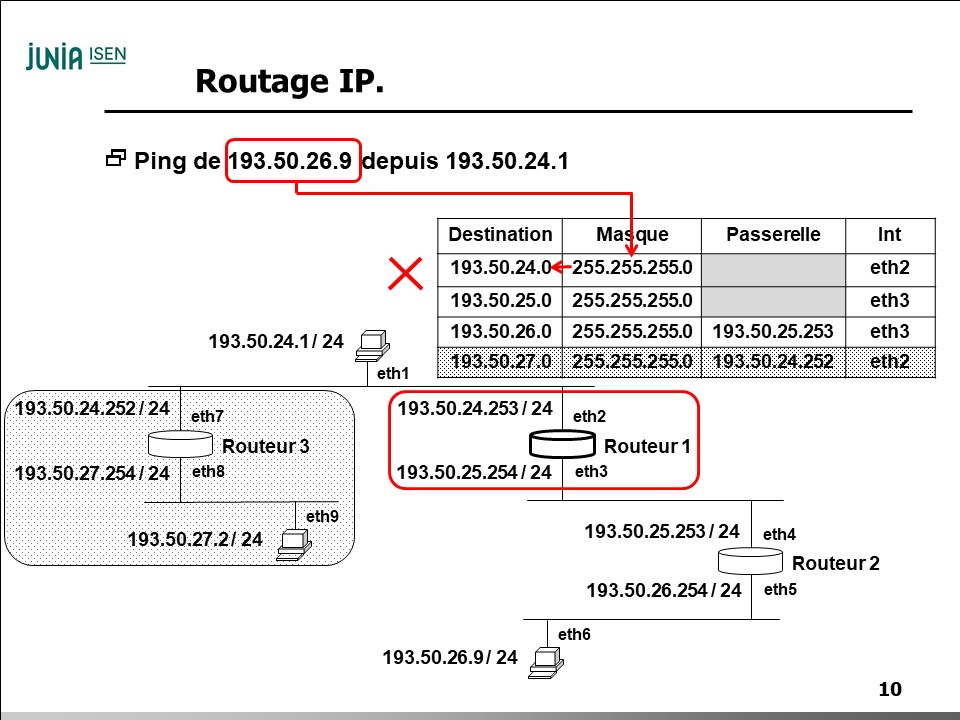 JUNIA ISEN
Routage IP.
Ping de 193.50.26.9 depuis 193.50.24.1
Destination Masque Passerelle Int
193.50.24.0 255.255.255.0 eth2
193.50.25.0 255.255.255.0 eth3
193.50.26.0 255.255.255.0 193.50.25.253 eth3
193.50.27.0 255.255.255.0 193.50.24.252 eth2
193.50.24.1 / 24
eth1
193.50.24.252 / 24
eth7
Routeur 3
193.50.27.254 / 24
eth8
eth9
193.50.27.2 / 24
193.50.24.253 / 24
eth2
Routeur 1
193.50.25.254 / 24
eth3
193.50.25.253 / 24
eth4
Routeur 2
193.50.26.254 / 24
eth5
eth6
193.50.26.9 / 24
10